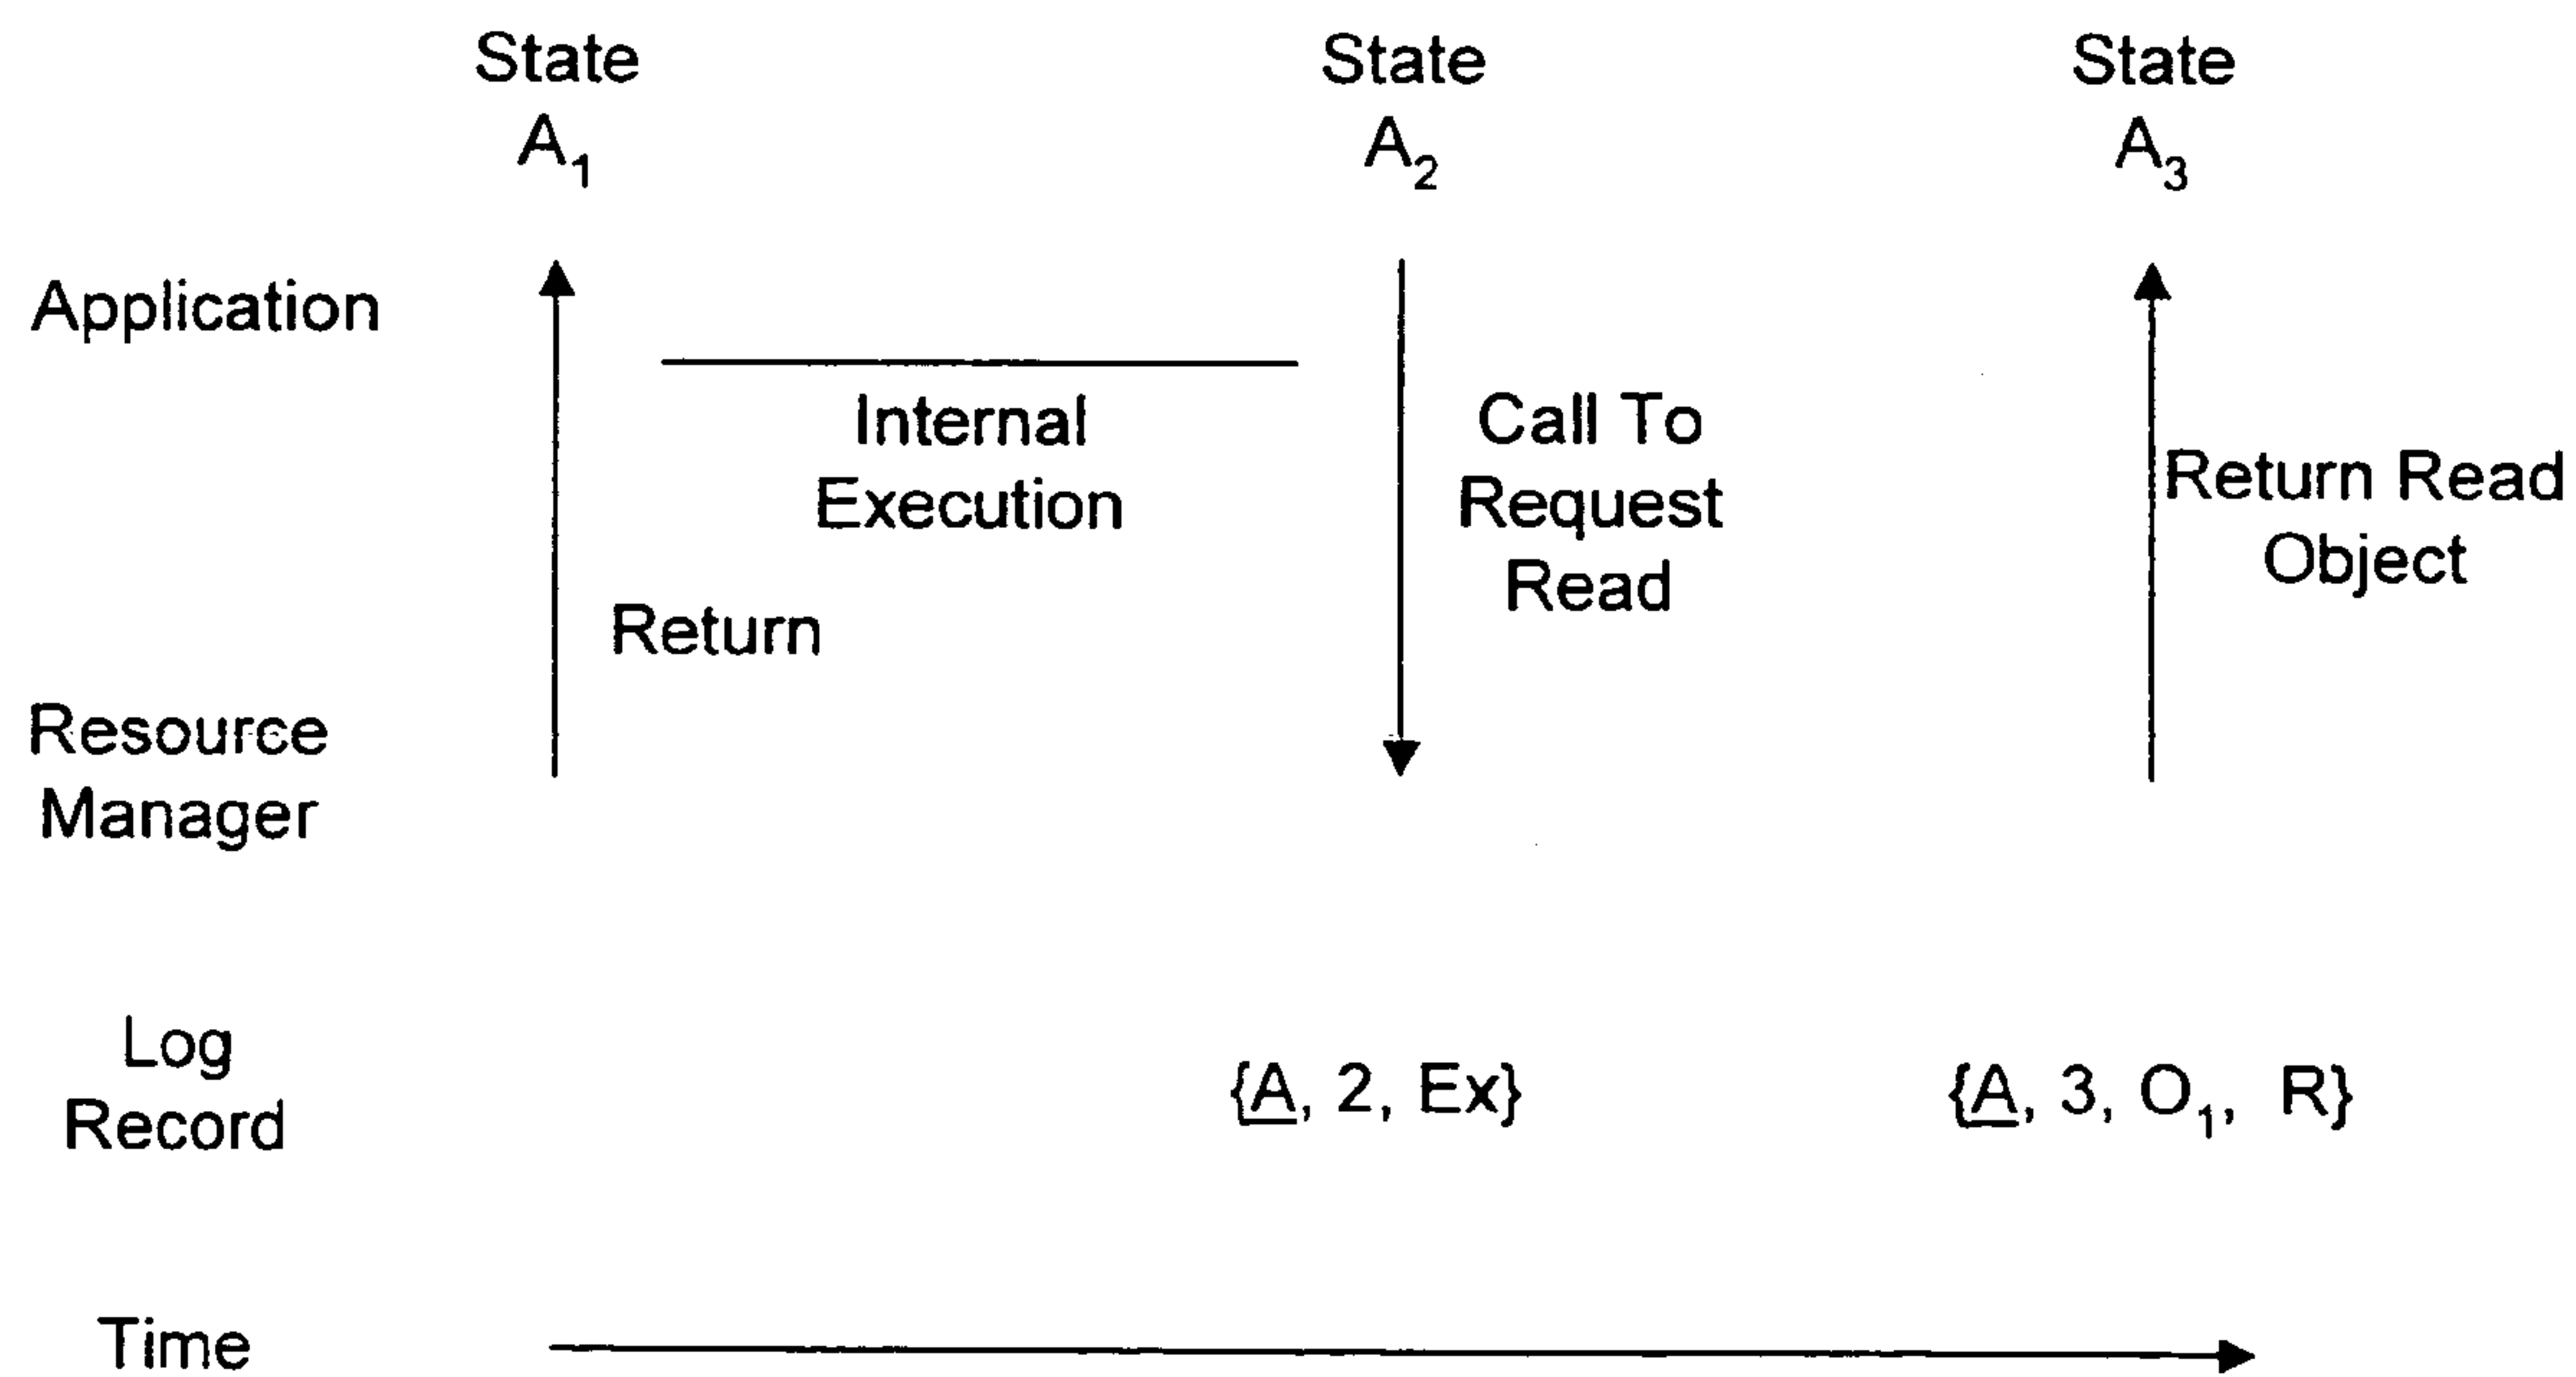 State
A₁
State
A₂
State
A₃
Application
Internal
Execution
Call To
Request
Read
Return Read
Object
Return
Resource
Manager
Log
Record
{A, 2, Ex}
{A, 3, O₁, R}
Time